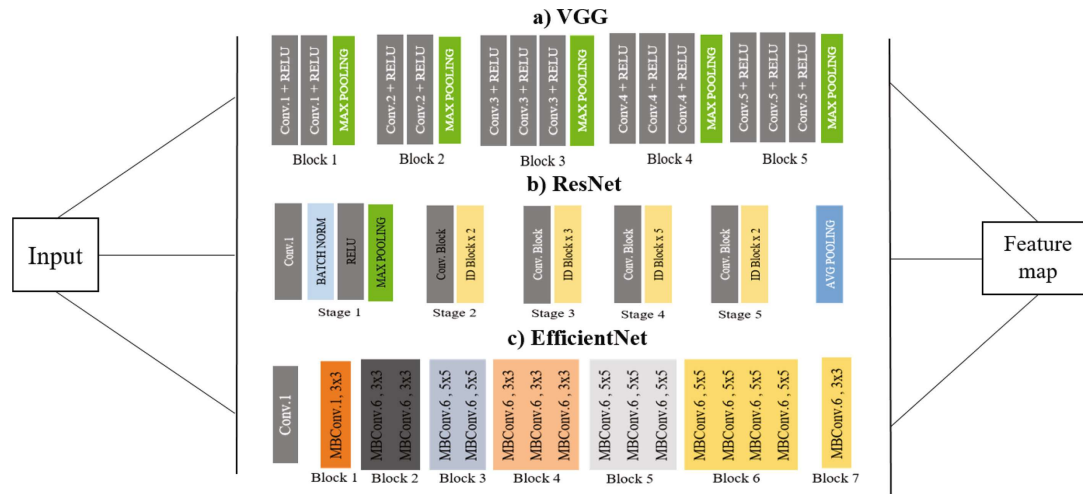 a) VGG
Conv.1 + RELU
Conv.1 + RELU
MAX POOLING
Block 1
Conv.2 + RELU
Conv.2 + RELU
MAX POOLING
Block 2
Conv.3 + RELU
Conv.3 + RELU
Conv.3 + RELU
MAX POOLING
Block 3
Conv.4 + RELU
Conv.4 + RELU
Conv.4 + RELU
MAX POOLING
Block 4
Conv.5 + RELU
Conv.5 + RELU
Conv.5 + RELU
MAX POOLING
Block 5
Input
b) ResNet
Conv.1
BATCH NORM
RELU
MAX POOLING
Stage 1
Conv. Block
ID Block x 2
Stage 2
Conv. Block
ID Block x 3
Stage 3
Conv. Block
ID Block x 5
Stage 4
Conv. Block
ID Block x 2
Stage 5
AVG POOLING
Feature
map
c) EfficientNet
Conv.1
MBConv.1, 3x3
Block 1
MBConv.6 , 3x3
MBConv.6 , 3x3
Block 2
MBConv.6 , 5x5
MBConv.6 , 5x5
Block 3
MBConv.6 , 3x3
MBConv.6 , 3x3
MBConv.6 , 3x3
Block 4
MBConv.6 , 5x5
MBConv.6 , 5x5
MBConv.6 , 5x5
Block 5
MBConv.6 , 5x5
MBConv.6 , 5x5
MBConv.6 , 5x5
MBConv.6 , 5x5
Block 6
MBConv.6 , 3x3
Block 7